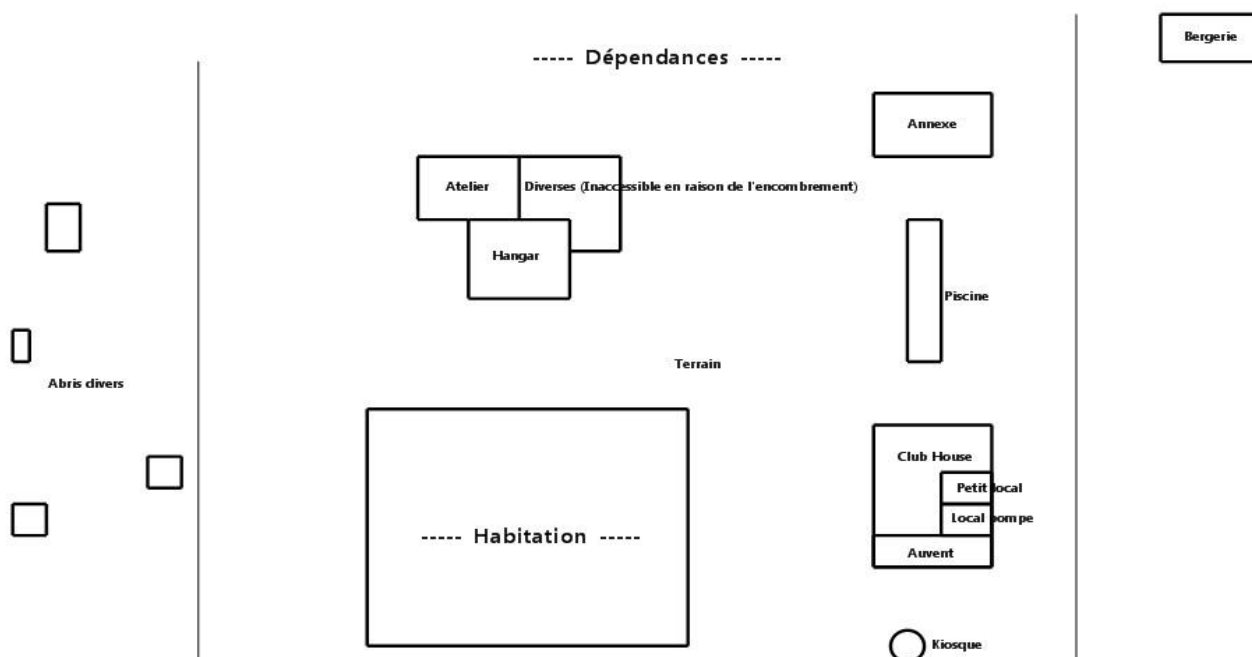 Bergerie
----- Dépendances -----
Annexe
Atelier
Diverses (Inaccessible en raison de l'encombrement)
Hangar
Piscine
Terrain
Abris divers
Club House
Petit local
Local pompe
----- Habitation -----
Auvent
Kiosque